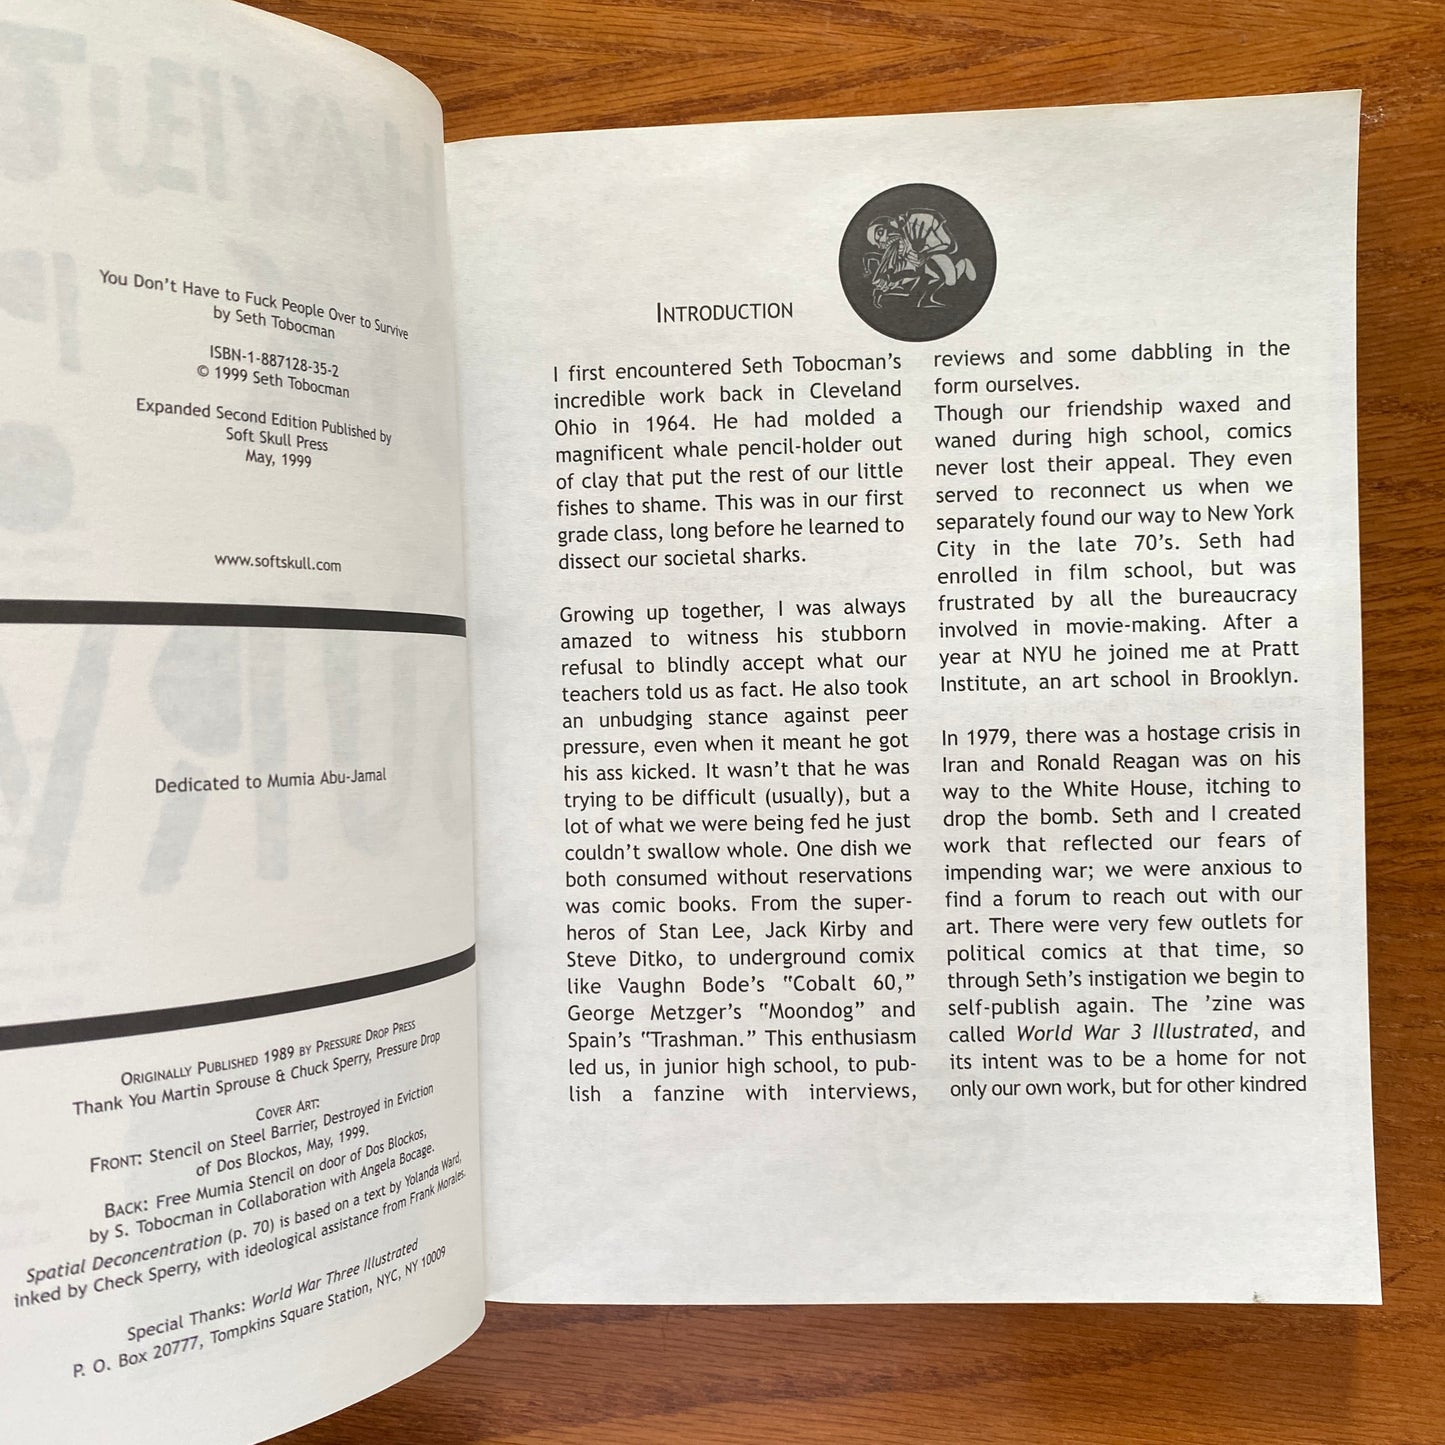 You Don't Have to Fuck People Over to Survive
by Seth Tobocman
ISBN-1-887128-35-2
© 1999 Seth Tobocman
Expanded Second Edition Published by
Soft Skull Press
May, 1999
www.softskull.com
Dedicated to Mumia Abu-Jamal
Originally Published 1989 by Pressure Drop Press
Thank You Martin Sprouse & Chuck Sperry, Pressure Drop
Cover Art:
Front: Stencil on Steel Barrier, Destroyed in Eviction
of Dos Blockos, May, 1999.
Back: Free Mumia Stencil on door of Dos Blockos,
by S. Tobocman in Collaboration with Angela Bocage.
Spatial Deconcentration (p. 70) is based on a text by Yolanda Ward,
inked by Check Sperry, with ideological assistance from Frank Morales.
Special Thanks: World War Three Illustrated
P. O. Box 20777, Tompkins Square Station, NYC, NY 10009
Introduction
I first encountered Seth Tobocman's
incredible work back in Cleveland
Ohio in 1964. He had molded a
magnificent whale pencil-holder out
of clay that put the rest of our little
fishes to shame. This was in our first
grade class, long before he learned to
dissect our societal sharks.
Growing up together, I was always
amazed to witness his stubborn
refusal to blindly accept what our
teachers told us as fact. He also took
an unbudging stance against peer
pressure, even when it meant he got
his ass kicked. It wasn't that he was
trying to be difficult (usually), but a
lot of what we were being fed he just
couldn't swallow whole. One dish we
both consumed without reservations
was comic books. From the super-
heros of Stan Lee, Jack Kirby and
Steve Ditko, to underground comix
like Vaughn Bode's "Cobalt 60,"
George Metzger's "Moondog" and
Spain's "Trashman." This enthusiasm
led us, in junior high school, to pub-
lish a fanzine with interviews,
reviews and some dabbling in the
form ourselves.
Though our friendship waxed and
waned during high school, comics
never lost their appeal. They even
served to reconnect us when we
separately found our way to New York
City in the late 70's. Seth had
enrolled in film school, but was
frustrated by all the bureaucracy
involved in movie-making. After a
year at NYU he joined me at Pratt
Institute, an art school in Brooklyn.
In 1979, there was a hostage crisis in
Iran and Ronald Reagan was on his
way to the White House, itching to
drop the bomb. Seth and I created
work that reflected our fears of
impending war; we were anxious to
find a forum to reach out with our
art. There were very few outlets for
political comics at that time, so
through Seth's instigation we begin to
self-publish again. The 'zine was
called World War 3 Illustrated, and
its intent was to be a home for not
only our own work, but for other kindred